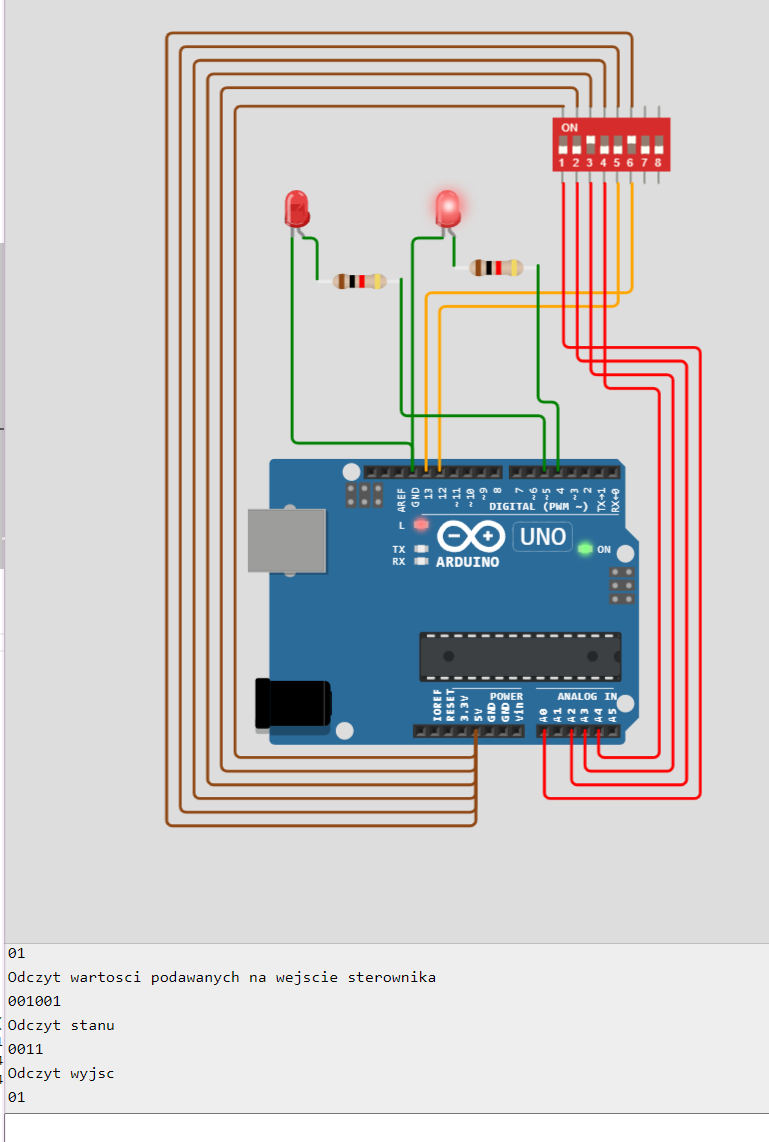 ON
1 2 3 4 5 6 7 8
AREF
GND
13
12
~11
~10
~9
8
7
~6
~5
4
~3
2
TX→1
RX←0
DIGITAL (PWM ~)
L
TX
RX
UNO
ARDUINO
ON
IOREF
RESET
3.3V
5V
GND
GND
Vin
POWER
ANALOG IN
A0
A1
A2
A3
A4
A5
01
Odczyt wartosci podawanych na wejscie sterownika
001001
Odczyt stanu
0011
Odczyt wyjsc
01